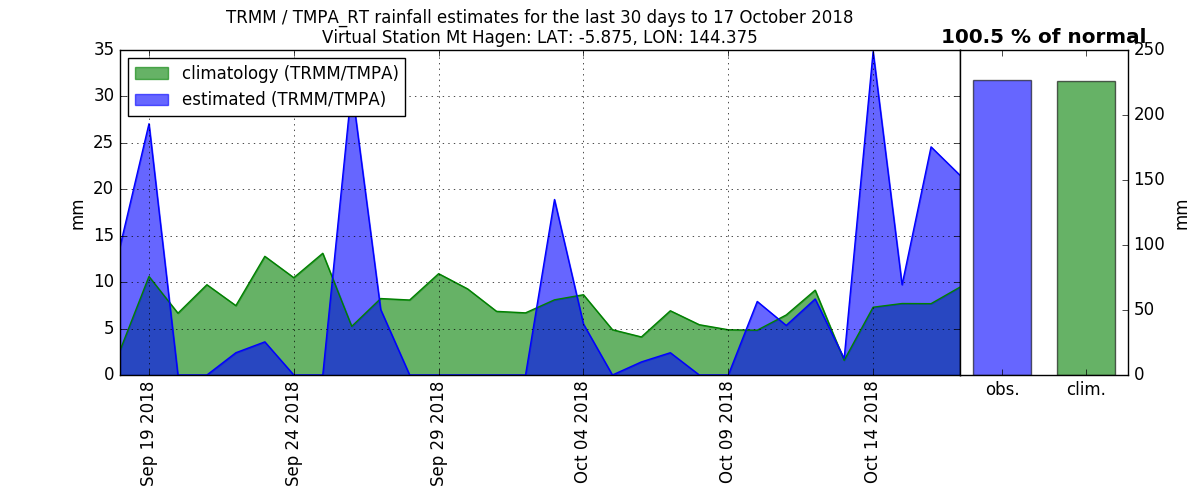 TRMM / TMPA_RT rainfall estimates for the last 30 days to 17 October 2018
Virtual Station Mt Hagen: LAT: -5.875, LON: 144.375
100.5 % of normal
climatology (TRMM/TMPA)
estimated (TRMM/TMPA)
35
30
25
20
15
10
5
0
mm
Sep 19 2018
Sep 24 2018
Sep 29 2018
Oct 04 2018
Oct 09 2018
Oct 14 2018
obs.
clim.
250
200
150
100
50
0
mm